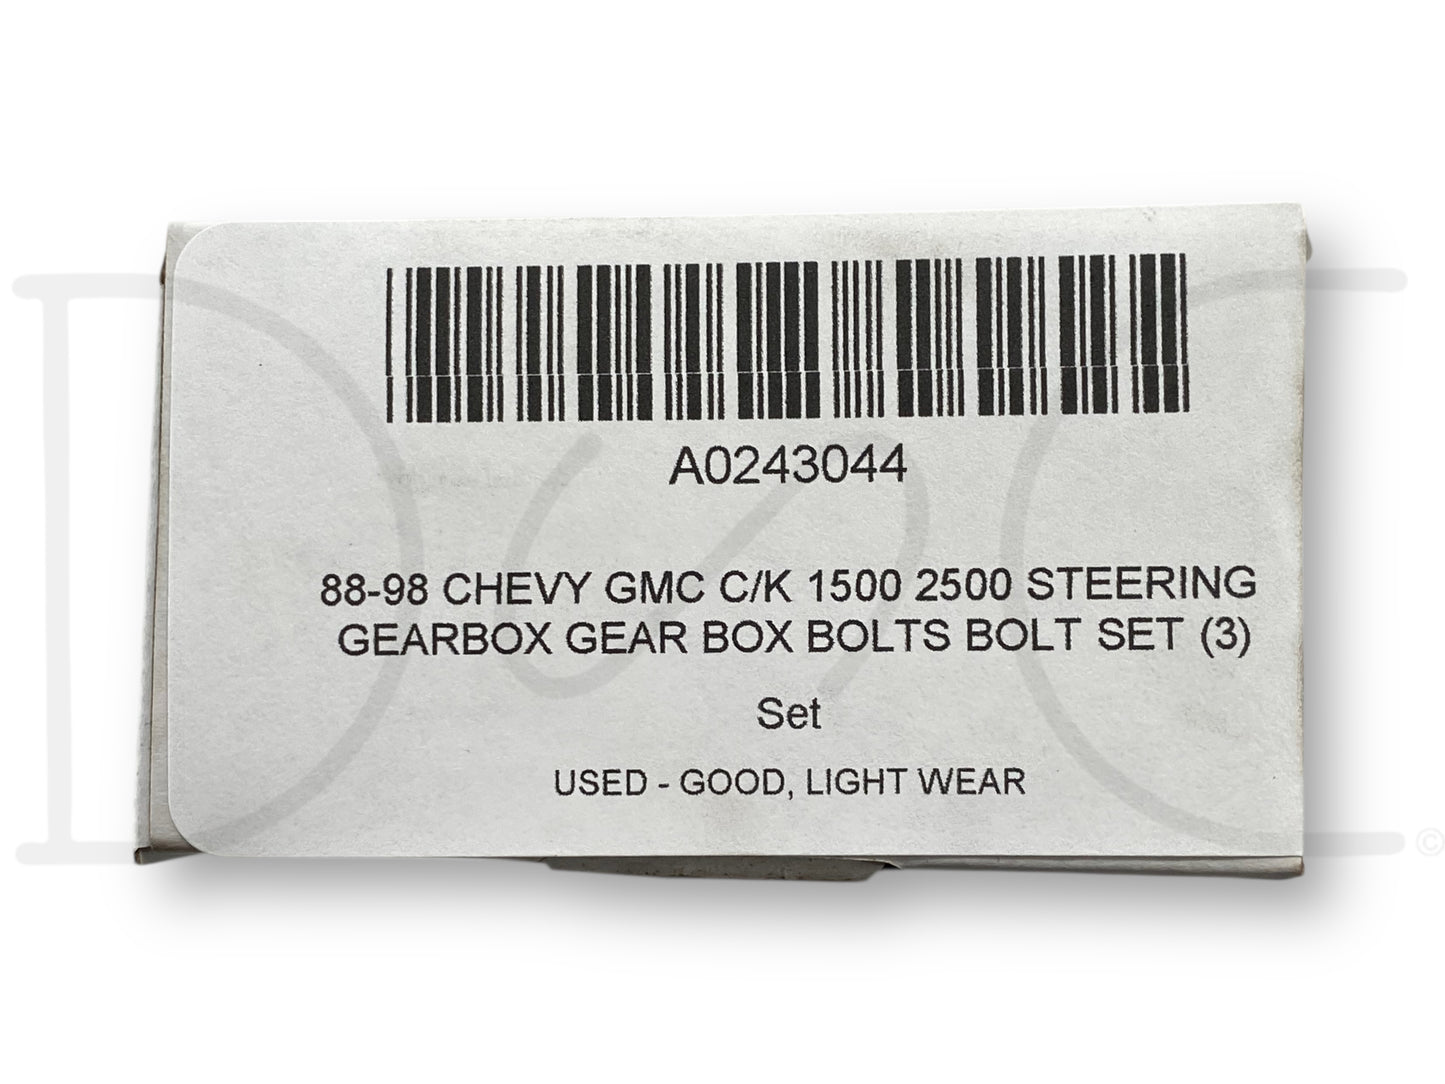 A0243044
88-98 CHEVY GMC C/K 1500 2500 STEERING
GEARBOX GEAR BOX BOLTS BOLT SET (3)
Set
USED - GOOD, LIGHT WEAR
©